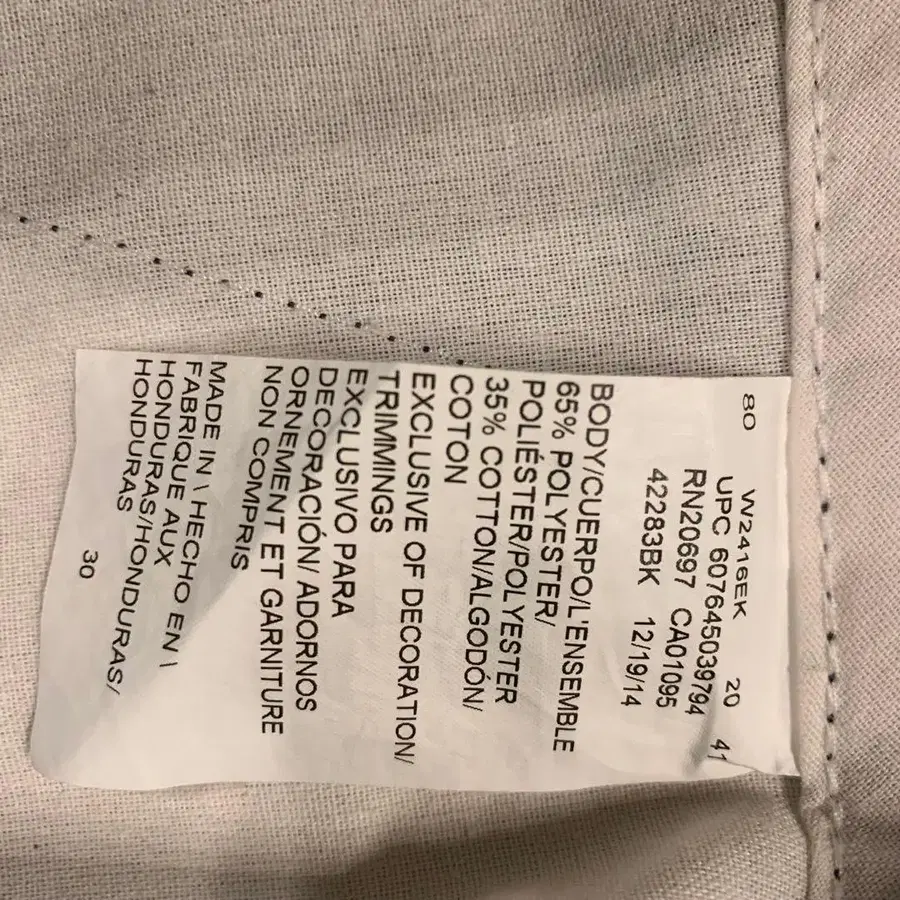 80 W2416EK 20 41
UPC 607645039794
RN20697 CA01095
42283BK 12/19/14
BODY/CUERPO/L'ENSEMBLE
65% POLYESTER/
POLIÉSTER/POLYESTER
35% COTTON/ALGODÓN/
COTON
EXCLUSIVE OF DECORATION/
TRIMMINGS
EXCLUSIVO PARA
DECORACIÓN/ ADORNOS
ORNEMENT ET GARNITURE
NON COMPRIS
MADE IN \ HECHO EN \
FABRIQUE AUX
HONDURAS/HONDURAS/
HONDURAS
30